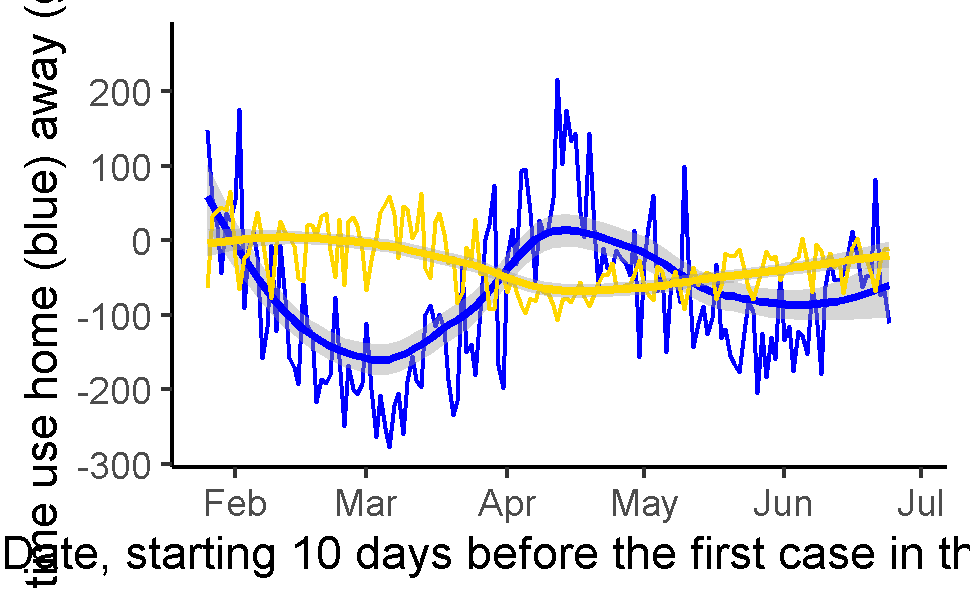 time use home (blue) away (
200
100
0
-100
-200
-300
Feb Mar Apr May Jun Jul
Date, starting 10 days before the first case in th